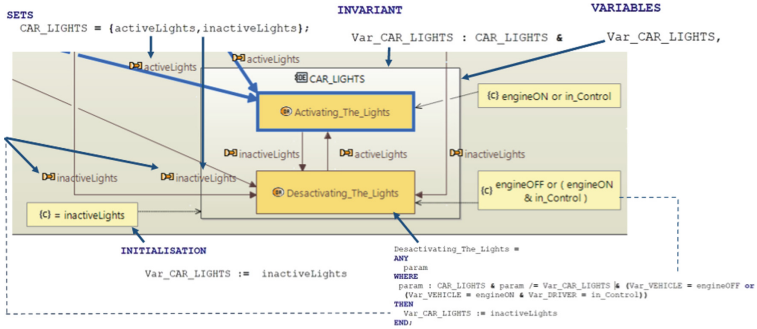 SETS
CAR_LIGHTS = {activeLights,inactiveLights};
INVARIANT
Var_CAR_LIGHTS : CAR_LIGHTS &
VARIABLES
Var_CAR_LIGHTS,
activeLights
activeLights
CAR_LIGHTS
Activating_The_Lights
(c) engineON or in_Control
inactiveLights
activeLights
inactiveLights
inactiveLights
inactiveLights
Desactivating_The_Lights
(c) engineOFF or ( engineON
& in_Control )
(c) = inactiveLights
INITIALISATION
Var_CAR_LIGHTS := inactiveLights
Desactivating_The_Lights =
ANY
param
WHERE
param : CAR_LIGHTS & param /= Var_CAR_LIGHTS & (Var_VEHICLE = engineOFF or
(Var_VEHICLE = engineON & Var_DRIVER = in_Control))
THEN
Var_CAR_LIGHTS := inactiveLights
END;